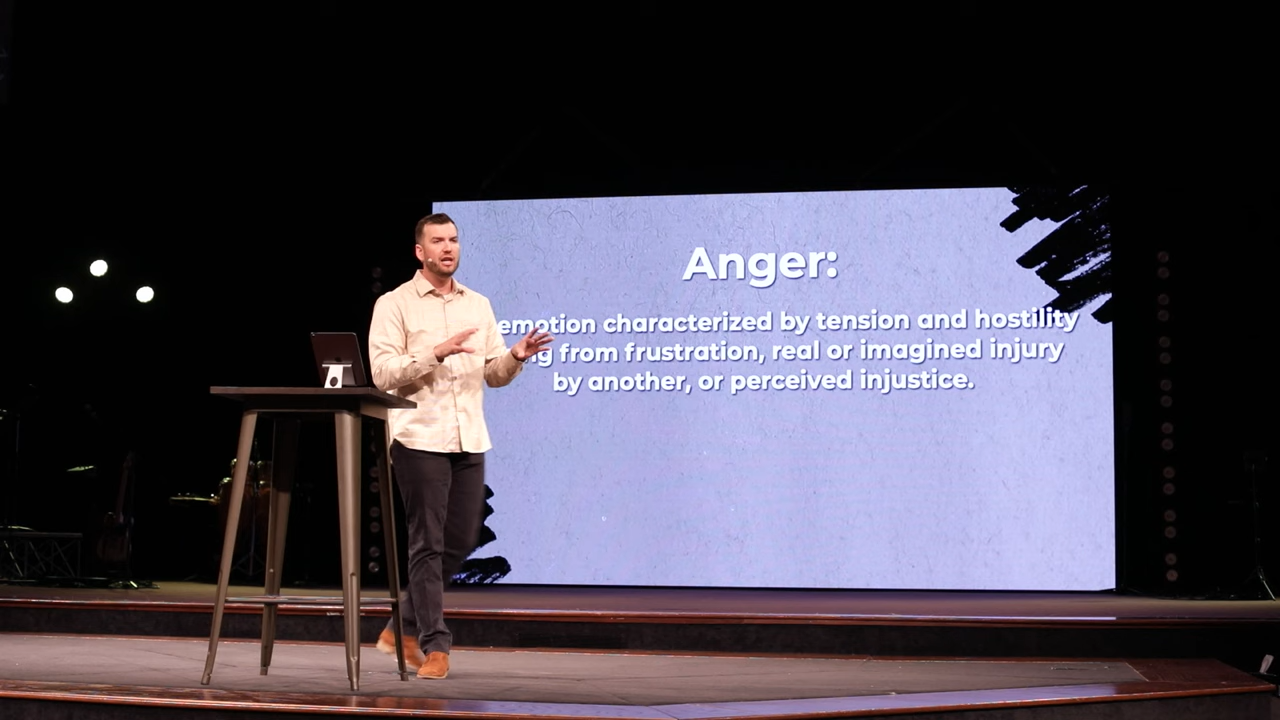 Anger:
emotion characterized by tension and hostility
from frustration, real or imagined injury
by another, or perceived injustice.